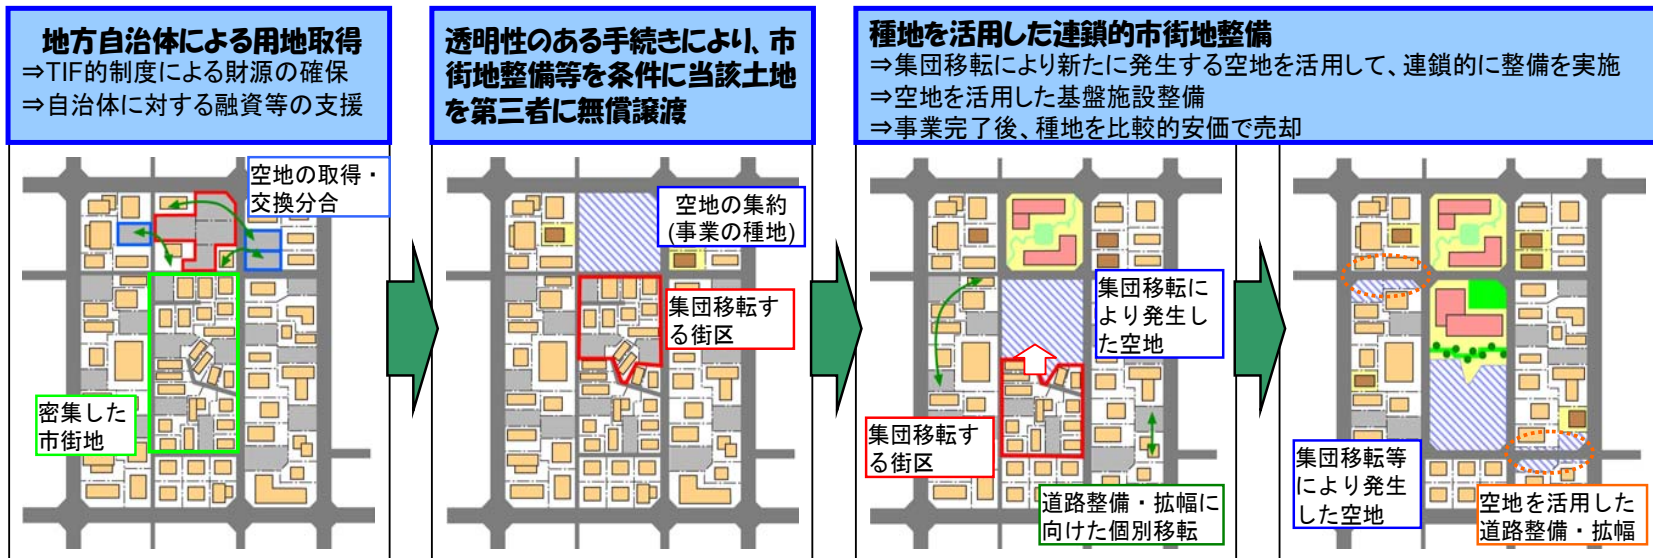 地方自治体による用地取得
⇒TIF的制度による財源の確保
⇒自治体に対する融資等の支援
空地の取得・
交換分合
密集した
市街地
透明性のある手続きにより、市
街地整備等を条件に当該土地
を第三者に無償譲渡
空地の集約
(事業の種地)
集団移転す
る街区
種地を活用した連鎖的市街地整備
⇒集団移転により新たに発生する空地を活用して、連鎖的に整備を実施
⇒空地を活用した基盤施設整備
⇒事業完了後、種地を比較的安価で売却
集団移転に
より発生し
た空地
集団移転す
る街区
道路整備・拡幅に
向けた個別移転
集団移転等
により発生
した空地
空地を活用した
道路整備・拡幅